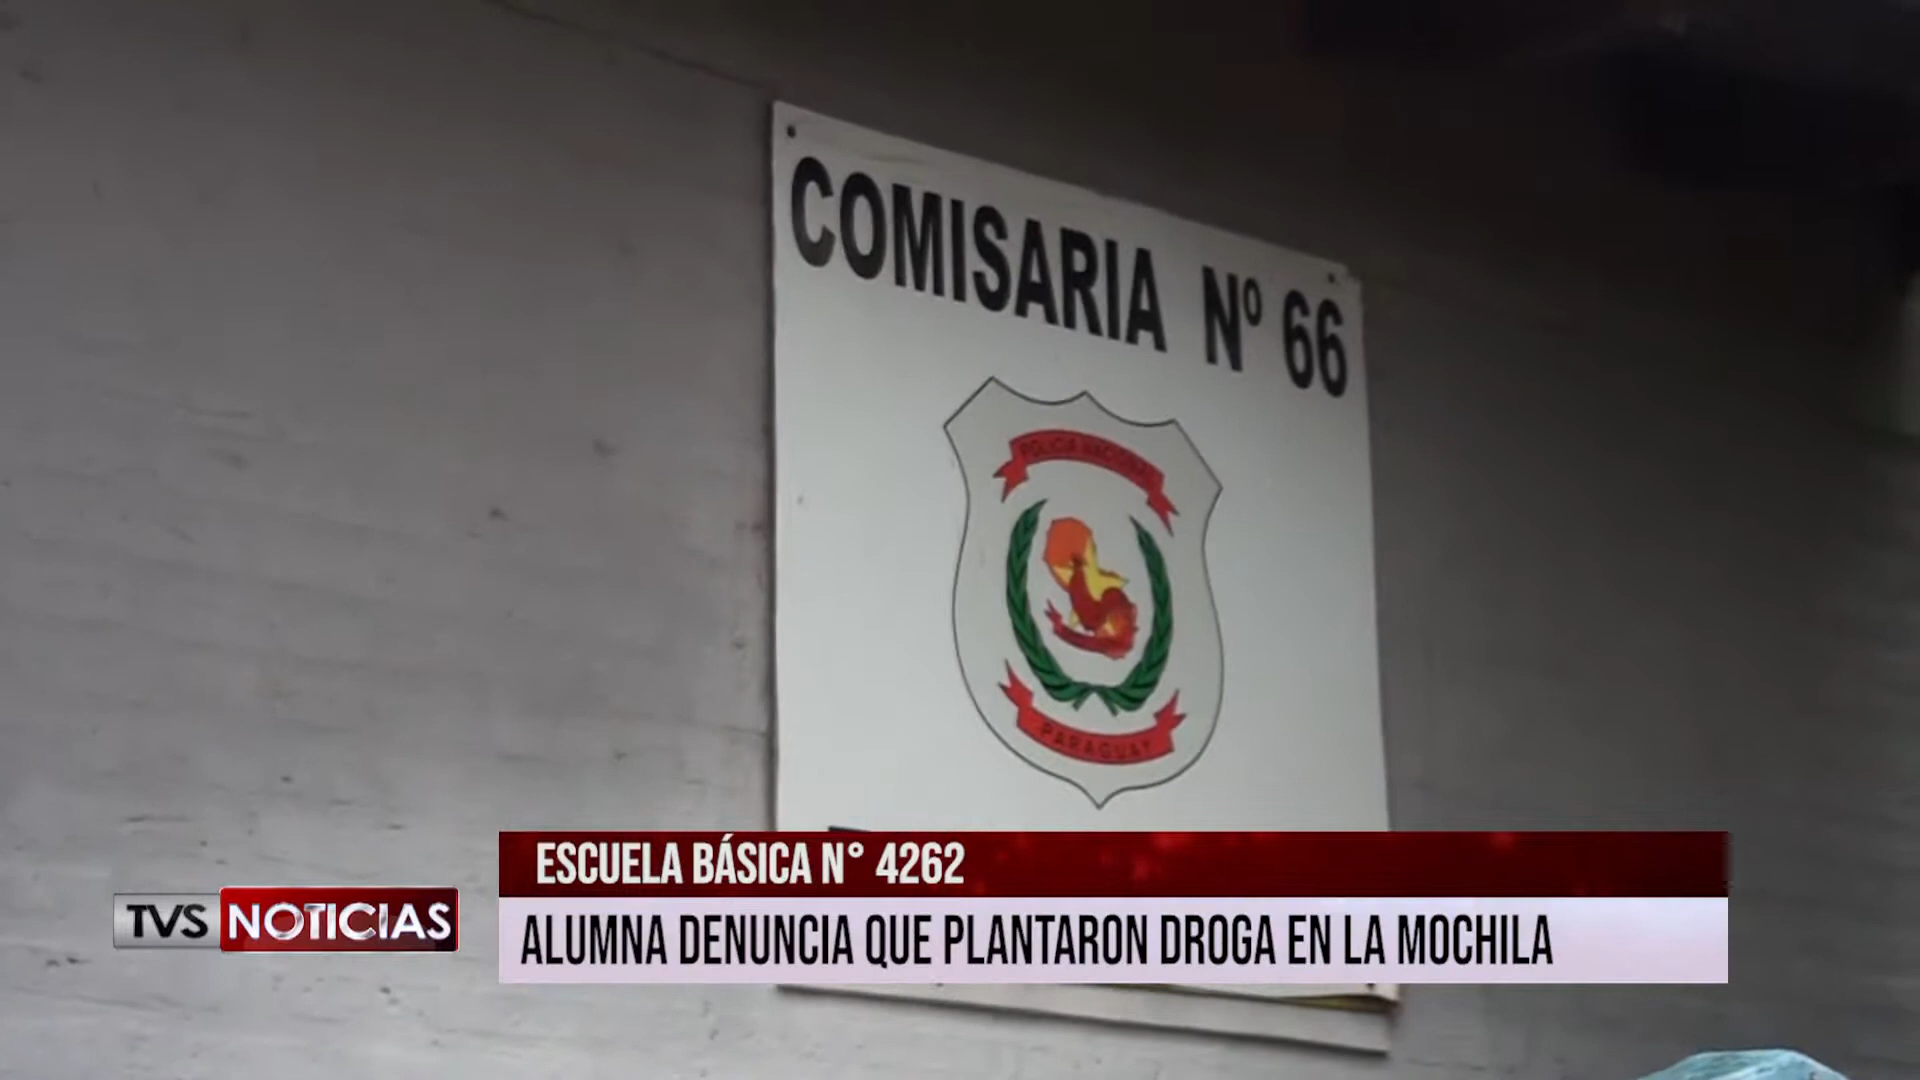 COMISARIA Nº 66
POLICIA NACIONAL
PARAGUAY
ESCUELA BÁSICA N° 4262
TVS NOTICIAS
ALUMNA DENUNCIA QUE PLANTARON DROGA EN LA MOCHILA